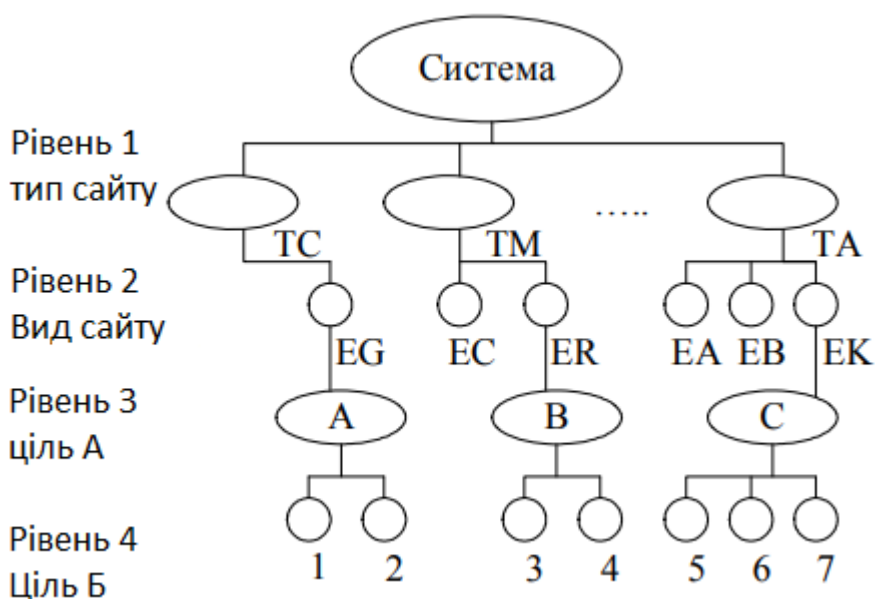 Система
Рівень 1
тип сайту
.....
TC TM TA
Рівень 2
Вид сайту
EG EC ER EA EB EK
Рівень 3
ціль А
A B C
Рівень 4
Ціль Б
1 2 3 4 5 6 7